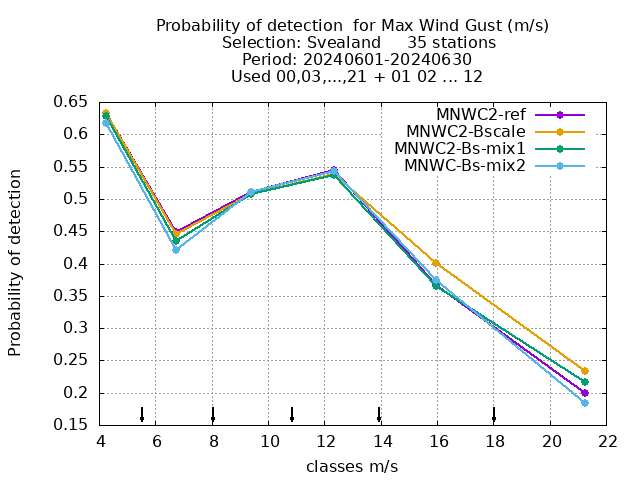 Probability of detection  for Max Wind Gust (m/s)
Selection: Svealand     35 stations
Period: 20240601-20240630
Used 00,03,...,21 + 01 02 ... 12
MNWC2-ref
MNWC2-Bscale
MNWC2-Bs-mix1
MNWC-Bs-mix2
Probability of detection
0.65
0.6
0.55
0.5
0.45
0.4
0.35
0.3
0.25
0.2
0.15
4 6 8 10 12 14 16 18 20 22
classes m/s